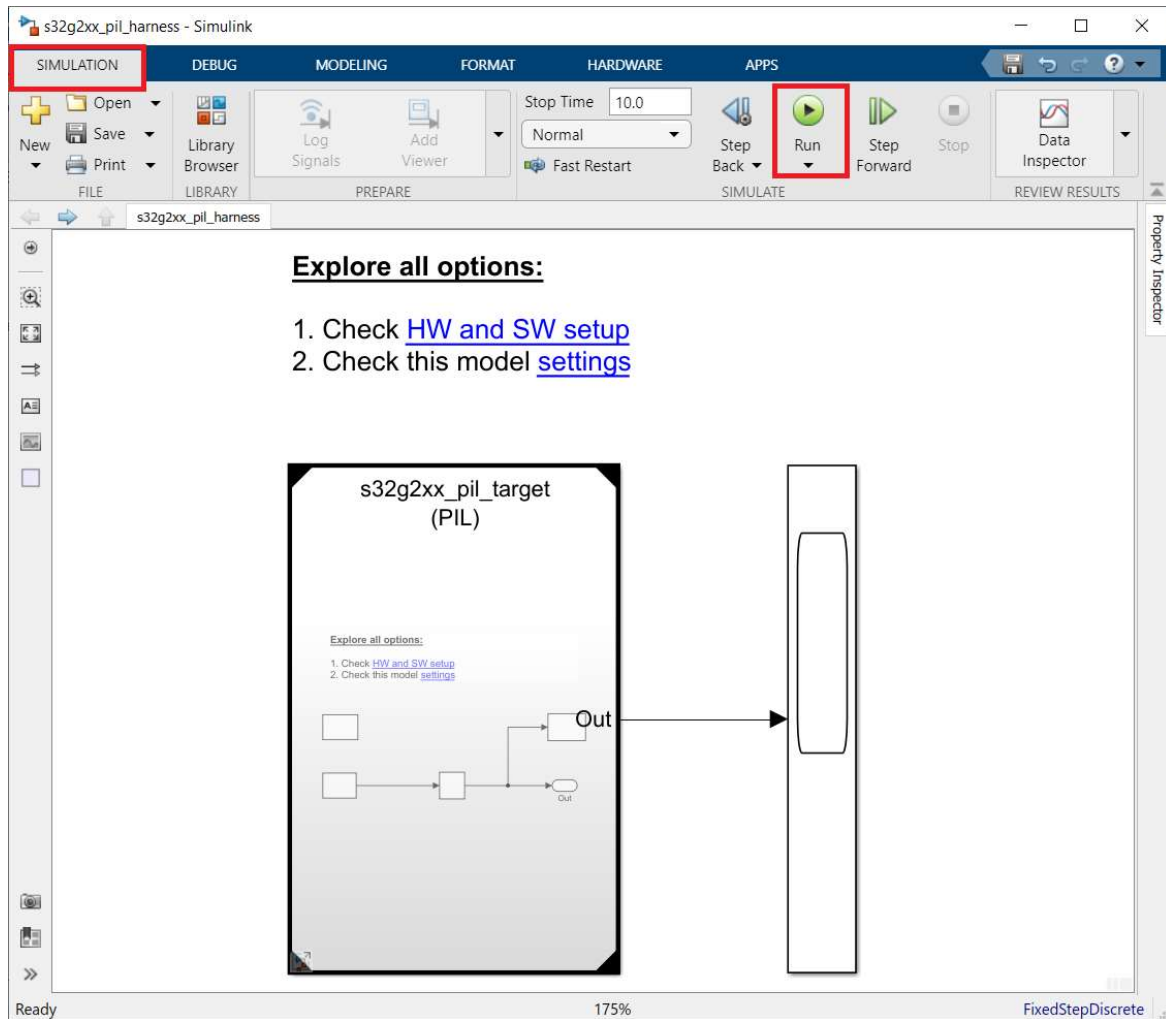 s32g2xx_pil_harness - Simulink
SIMULATION DEBUG MODELING FORMAT HARDWARE APPS
?
New
Open
Save
Print
FILE
Library
Browser
LIBRARY
Log
Signals
Add
Viewer
PREPARE
Stop Time 10.0
Normal
Fast Restart
Step
Back
Run
Step
Forward
Stop
SIMULATE
Data
Inspector
REVIEW RESULTS
s32g2xx_pil_harness
Property Inspector
Explore all options:
1. Check HW and SW setup
2. Check this model settings
s32g2xx_pil_target
(PIL)
Explore all options:
1. Check HW and SW setup
2. Check this model settings
Out
Out
Ready 175% FixedStepDiscrete